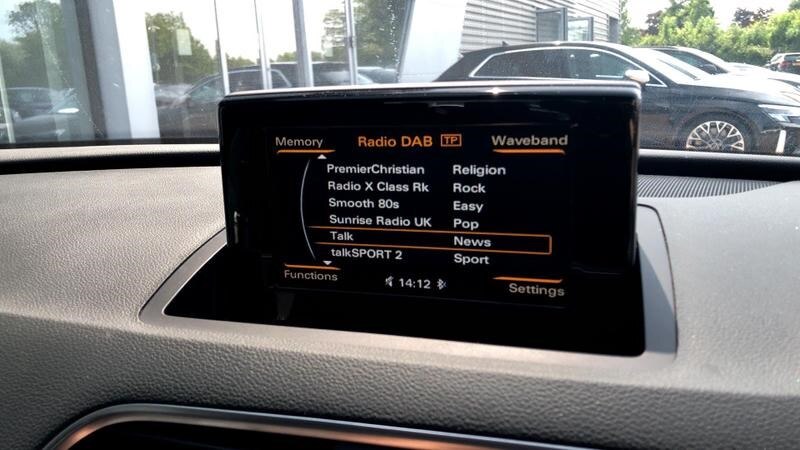 Memory Radio DAB TP Waveband
PremierChristian Religion
Radio X Class Rk Rock
Smooth 80s Easy
Sunrise Radio UK Pop
Talk News
talkSPORT 2 Sport
Functions 14:12 Settings